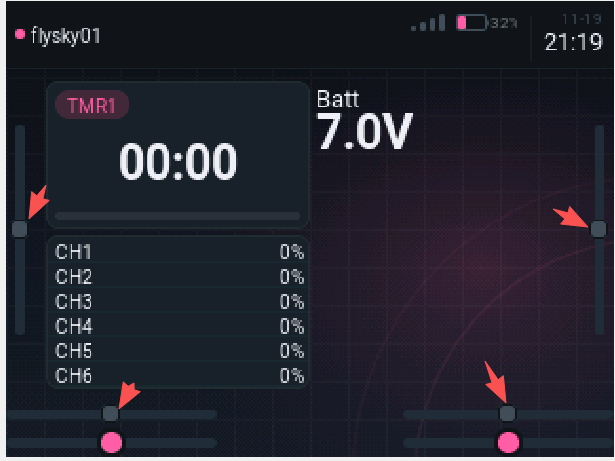 flysky01
32%
11-19
21:19
TMR1
00:00
Batt
7.0V
CH1 0%
CH2 0%
CH3 0%
CH4 0%
CH5 0%
CH6 0%